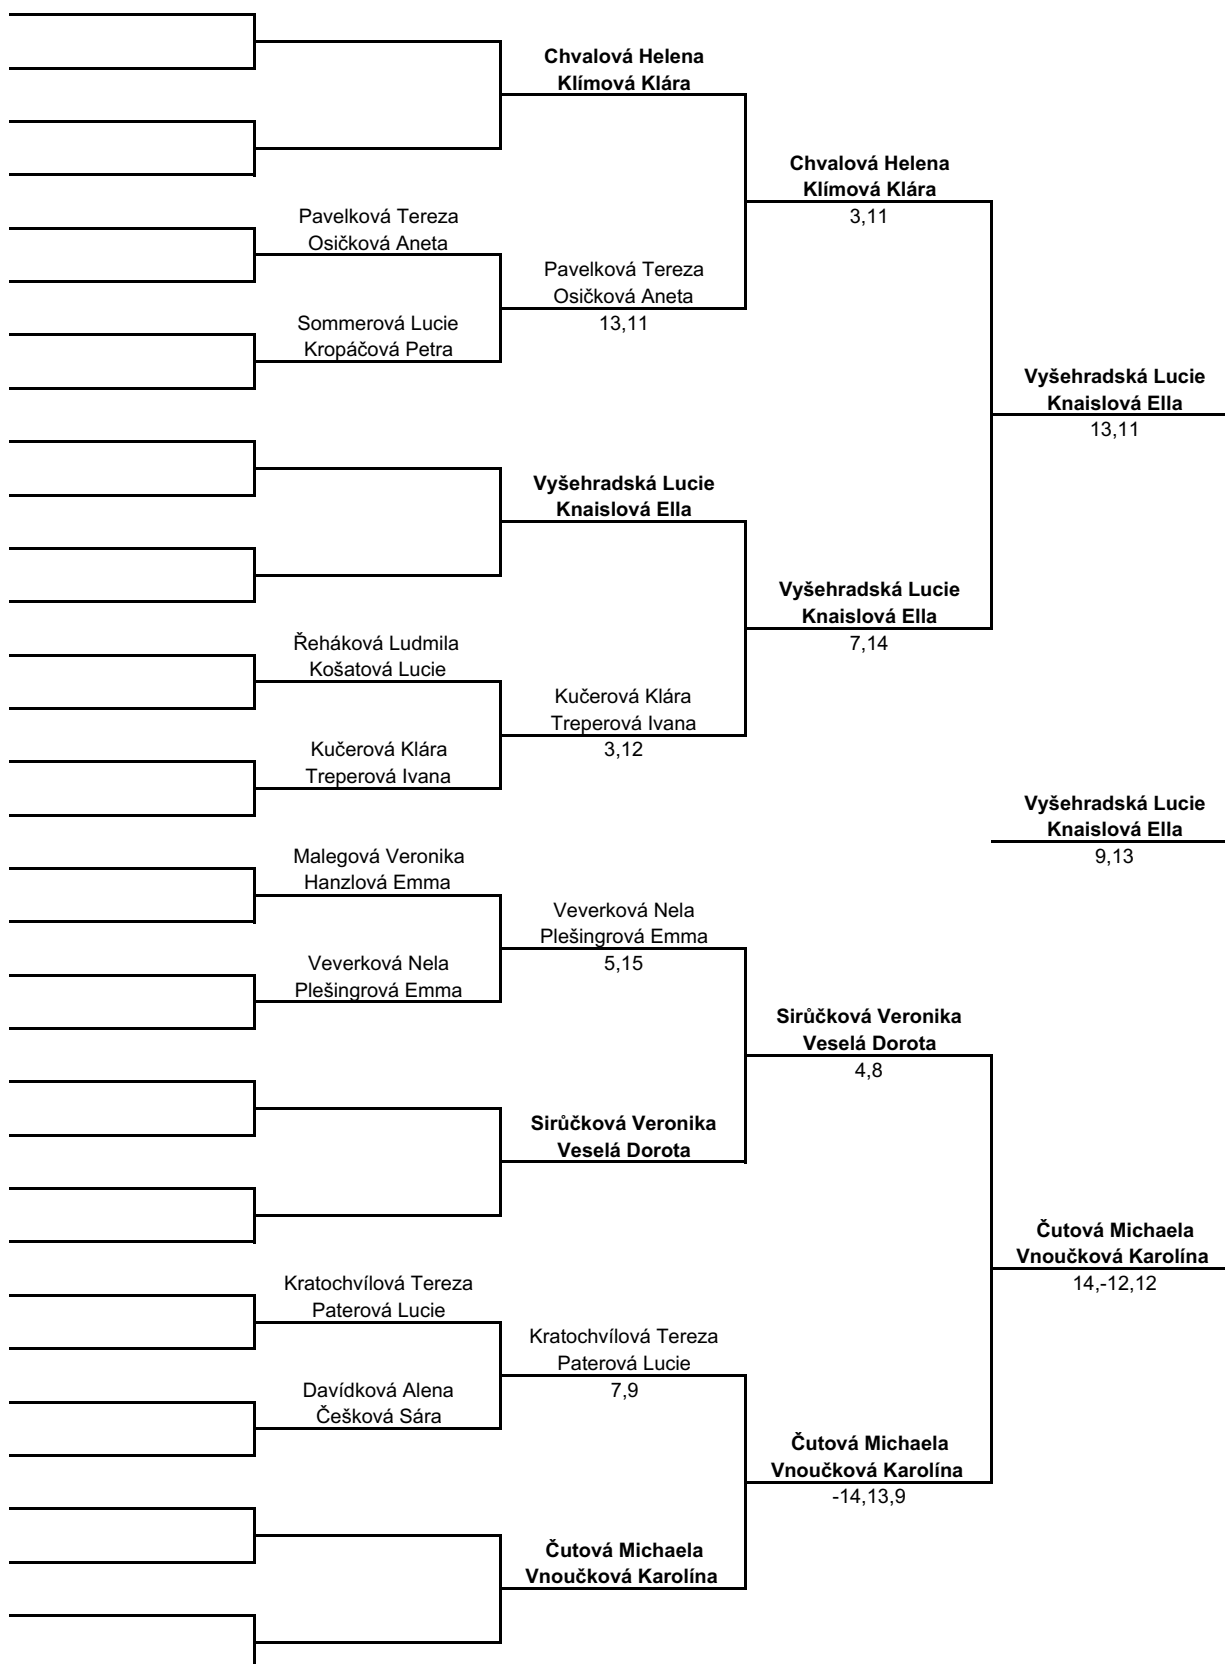 Chvalová Helena
Klímová Klára
Chvalová Helena
Klímová Klára
3,11
Pavelková Tereza
Osičková Aneta
Pavelková Tereza
Osičková Aneta
13,11
Sommerová Lucie
Kropáčová Petra
Vyšehradská Lucie
Knaislová Ella
13,11
Vyšehradská Lucie
Knaislová Ella
Vyšehradská Lucie
Knaislová Ella
7,14
Řeháková Ludmila
Košatová Lucie
Kučerová Klára
Treperová Ivana
3,12
Kučerová Klára
Treperová Ivana
Vyšehradská Lucie
Knaislová Ella
9,13
Malegová Veronika
Hanzlová Emma
Veverková Nela
Plešingrová Emma
5,15
Veverková Nela
Plešingrová Emma
Sirůčková Veronika
Veselá Dorota
4,8
Sirůčková Veronika
Veselá Dorota
Čutová Michaela
Vnoučková Karolína
14,-12,12
Kratochvílová Tereza
Paterová Lucie
Kratochvílová Tereza
Paterová Lucie
7,9
Davídková Alena
Češková Sára
Čutová Michaela
Vnoučková Karolína
-14,13,9
Čutová Michaela
Vnoučková Karolína